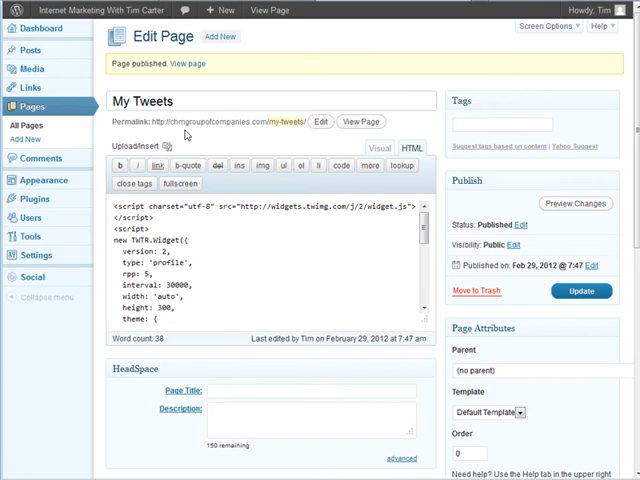 Internet Marketing With Tim Carter
+ New
View Page
Howdy, Tim
Dashboard
Posts
Media
Links
Pages
All Pages
Add New
Comments
Appearance
Plugins
Users
Tools
Settings
Social
Collapse menu
Screen Options
Help
Edit Page
Add New
Page published. View page
My Tweets
Permalink: http://chmgroupofcompanies.com/my-tweets/ Edit View Page
Upload/Insert
Visual HTML
b i link b-quote del ins img ul ol li code more lookup
close tags fullscreen
<script charset="utf-8" src="http://widgets.twimg.com/j/2/widget.js">
</script>
<script>
new TWTR.Widget({
version: 2,
type: 'profile',
rpp: 5,
interval: 30000,
width: 'auto',
height: 300,
theme: {
Word count: 38
Last edited by Tim on February 29, 2012 at 7:47 am
HeadSpace
Page Title:
Description:
150 remaining
advanced
Tags
Suggest tags based on content | Yahoo Suggest
Publish
Preview Changes
Status: Published Edit
Visibility: Public Edit
Published on: Feb 29, 2012 @ 7:47 Edit
Move to Trash
Update
Page Attributes
Parent
(no parent)
Template
Default Template
Order
0
Need help? Use the Help tab in the upper